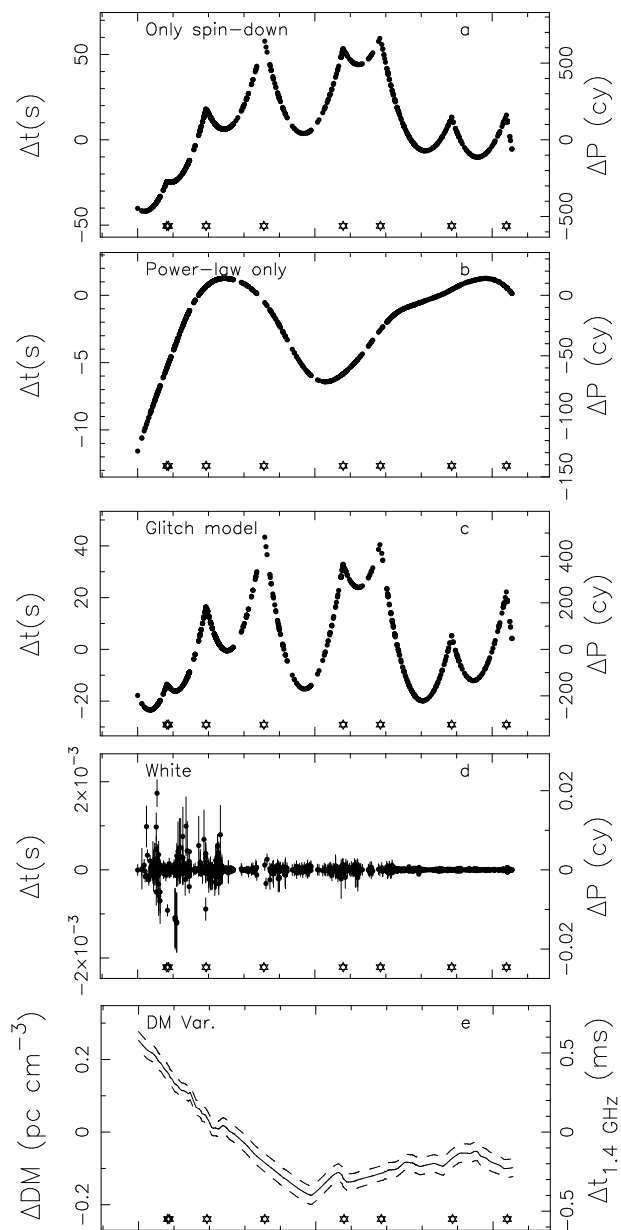 Only spin-down a
Δt(s)
50
0
−50
ΔP (cy)
500
0
−500
Power-law only b
Δt(s)
0
−5
−10
ΔP (cy)
0
−50
−100
−150
Glitch model c
Δt(s)
40
20
0
−20
ΔP (cy)
400
200
0
−200
White d
Δt(s)
2×10⁻³
0
−2×10⁻³
ΔP (cy)
0.02
0
−0.02
DM Var. e
ΔDM (pc cm⁻³)
0.2
0
−0.2
Δt₁.₄ GHz (ms)
0.5
0
−0.5